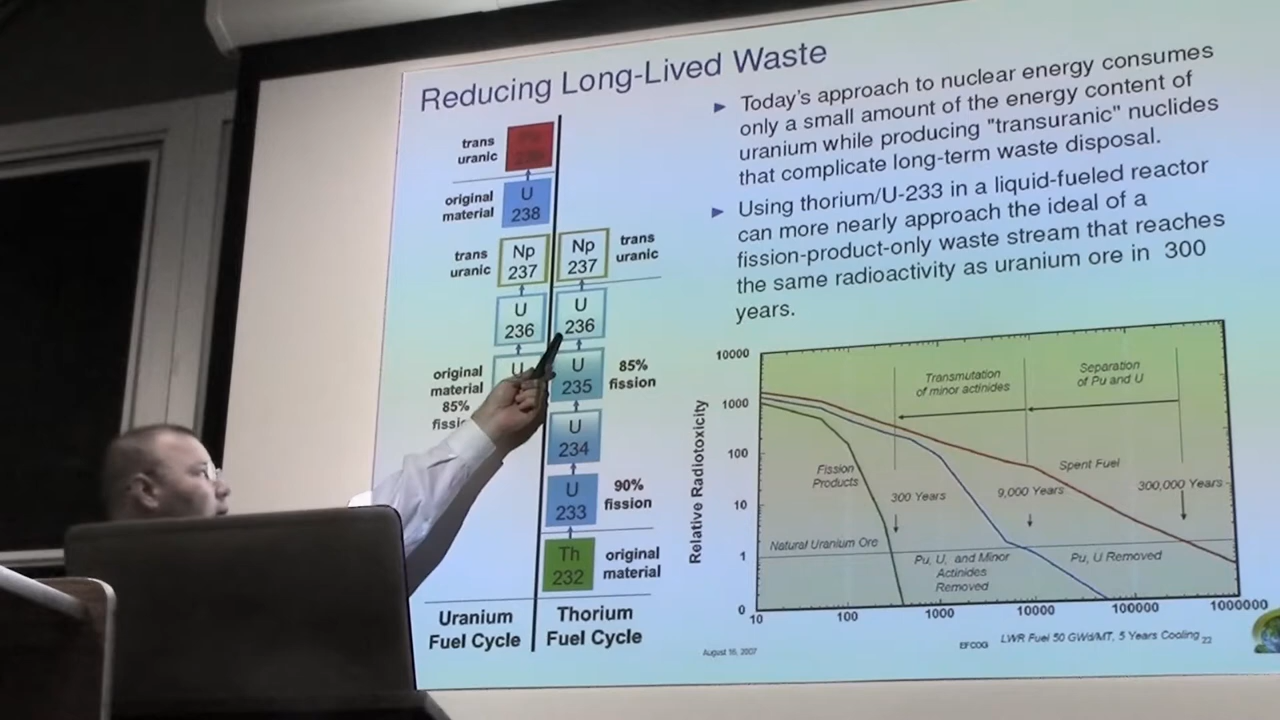 Reducing Long-Lived Waste
trans
uranic
original
material
U
238
trans
uranic
Np
237
Np
237
trans
uranic
U
236
U
236
original
material
85%
U
U
235
85%
fission
U
234
U
233
90%
fission
Th
232
original
material
Uranium
Fuel Cycle
Thorium
Fuel Cycle
► Today's approach to nuclear energy consumes
only a small amount of the energy content of
uranium while producing "transuranic" nuclides
that complicate long-term waste disposal.
► Using thorium/U-233 in a liquid-fueled reactor
can more nearly approach the ideal of a
fission-product-only waste stream that reaches
the same radioactivity as uranium ore in 300
years.
Relative Radiotoxicity
10000
1000
100
10
1
0
Transmutation
of minor actinides
Separation
of Pu and U
Fission
Products
Spent Fuel
300 Years
9,000 Years
300,000 Years
Natural Uranium Ore
Pu, U, and Minor
Actinides
Removed
Pu, U Removed
10
100
1000
10000
100000
1000000
August 16, 2007
EFCOG
LWR Fuel 50 GWd/MT, 5 Years Cooling
22